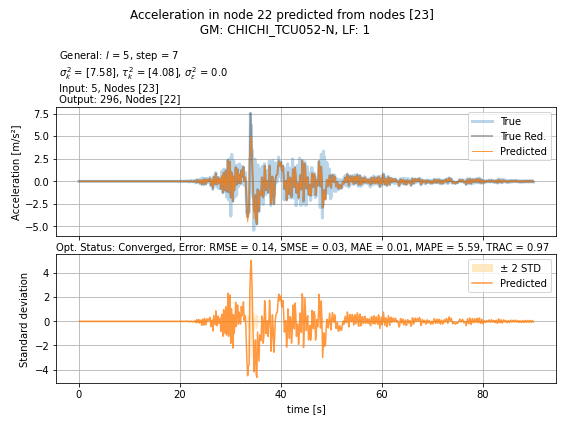 Acceleration in node 22 predicted from nodes [23]
GM: CHICHI_TCU052-N, LF: 1
General: l = 5, step = 7
σ²ₖ = [7.58], τ²ₖ = [4.08], σ²ₑ = 0.0
Input: 5, Nodes [23]
Output: 296, Nodes [22]
Acceleration [m/s²]
7.5
5.0
2.5
0.0
−2.5
−5.0
True
True Red.
Predicted
Opt. Status: Converged, Error: RMSE = 0.14, SMSE = 0.03, MAE = 0.01, MAPE = 5.59, TRAC = 0.97
Standard deviation
4
2
0
−2
−4
± 2 STD
Predicted
0 20 40 60 80
time [s]